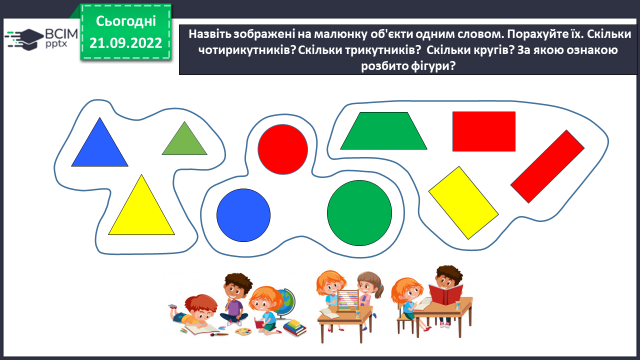 Сьогодні
21.09.2022
BCIM
pptx
Назвіть зображені на малюнку об'єкти одним словом. Порахуйте їх. Скільки
чотирикутників? Скільки трикутників? Скільки кругів? За якою ознакою
розбито фігури?